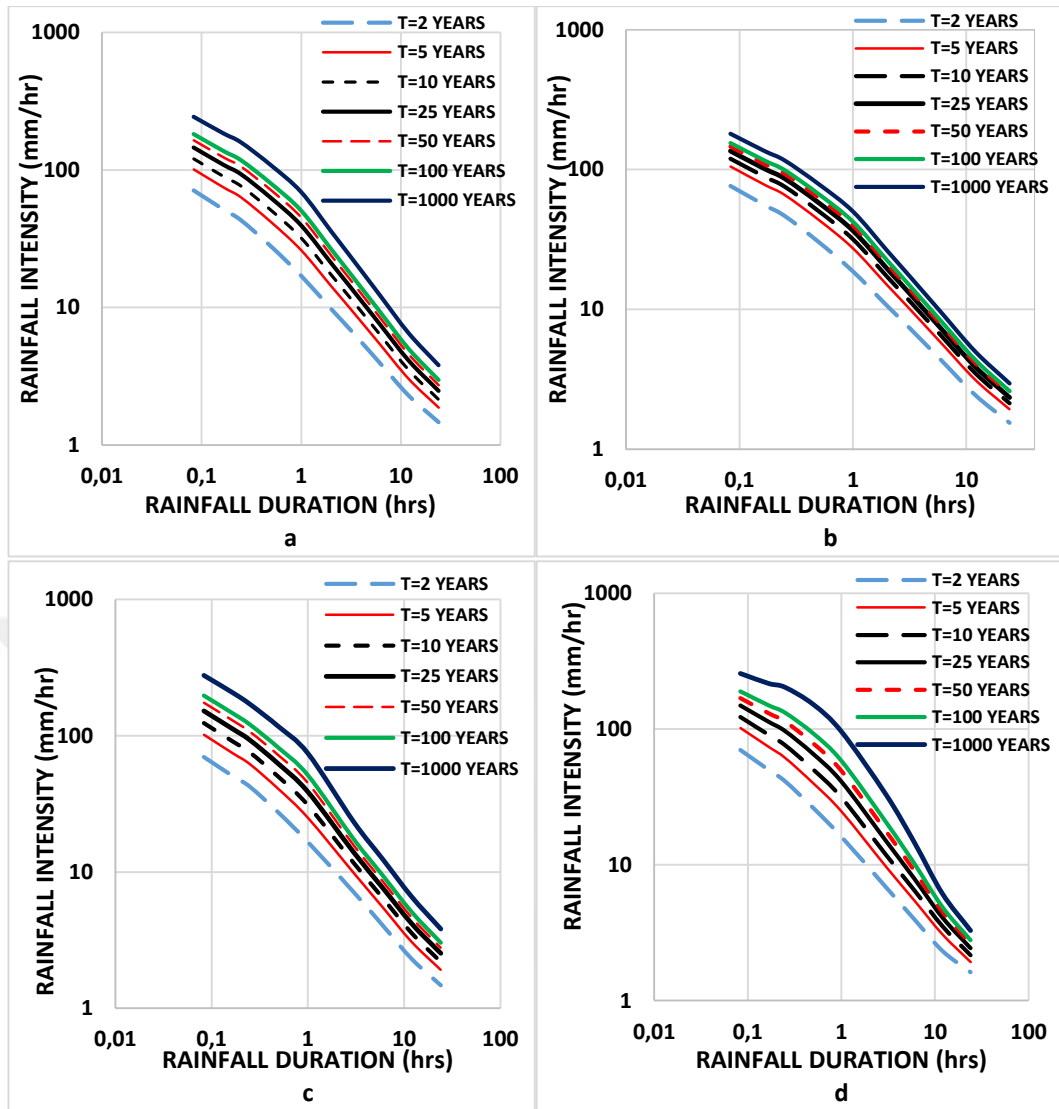 1000
100
10
1
RAINFALL INTENSITY (mm/hr)
0,01
0,1
1
10
100
RAINFALL DURATION (hrs)
a
T=2 YEARS
T=5 YEARS
T=10 YEARS
T=25 YEARS
T=50 YEARS
T=100 YEARS
T=1000 YEARS
1000
100
10
1
RAINFALL INTENSITY (mm/hr)
0,01
0,1
1
10
RAINFALL DURATION (hrs)
b
T=2 YEARS
T=5 YEARS
T=10 YEARS
T=25 YEARS
T=50 YEARS
T=100 YEARS
T=1000 YEARS
1000
100
10
1
RAINFALL INTENSITY (mm/hr)
0,01
0,1
1
10
100
RAINFALL DURATION (hrs)
c
T=2 YEARS
T=5 YEARS
T=10 YEARS
T=25 YEARS
T=50 YEARS
T=100 YEARS
T=1000 YEARS
1000
100
10
1
RAINFALL INTENSITY (mm/hr)
0,01
0,1
1
10
100
RAINFALL DURATION (hrs)
d
T=2 YEARS
T=5 YEARS
T=10 YEARS
T=25 YEARS
T=50 YEARS
T=100 YEARS
T=1000 YEARS